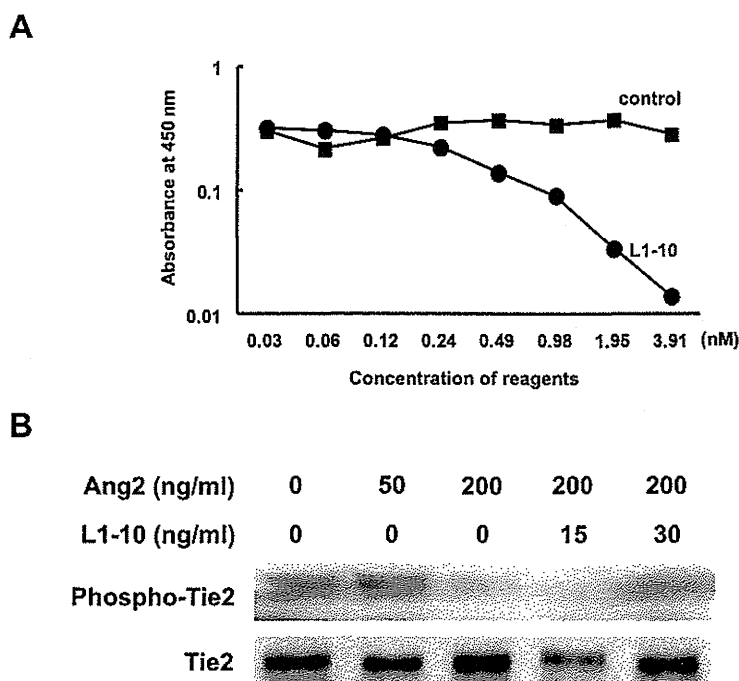 A
1
0.1
0.01
Absorbance at 450 nm
control
L1-10
0.03 0.06 0.12 0.24 0.49 0.98 1.95 3.91 (nM)
Concentration of reagents
B
Ang2 (ng/ml) 0 50 200 200 200
L1-10 (ng/ml) 0 0 0 15 30
Phospho-Tie2
Tie2